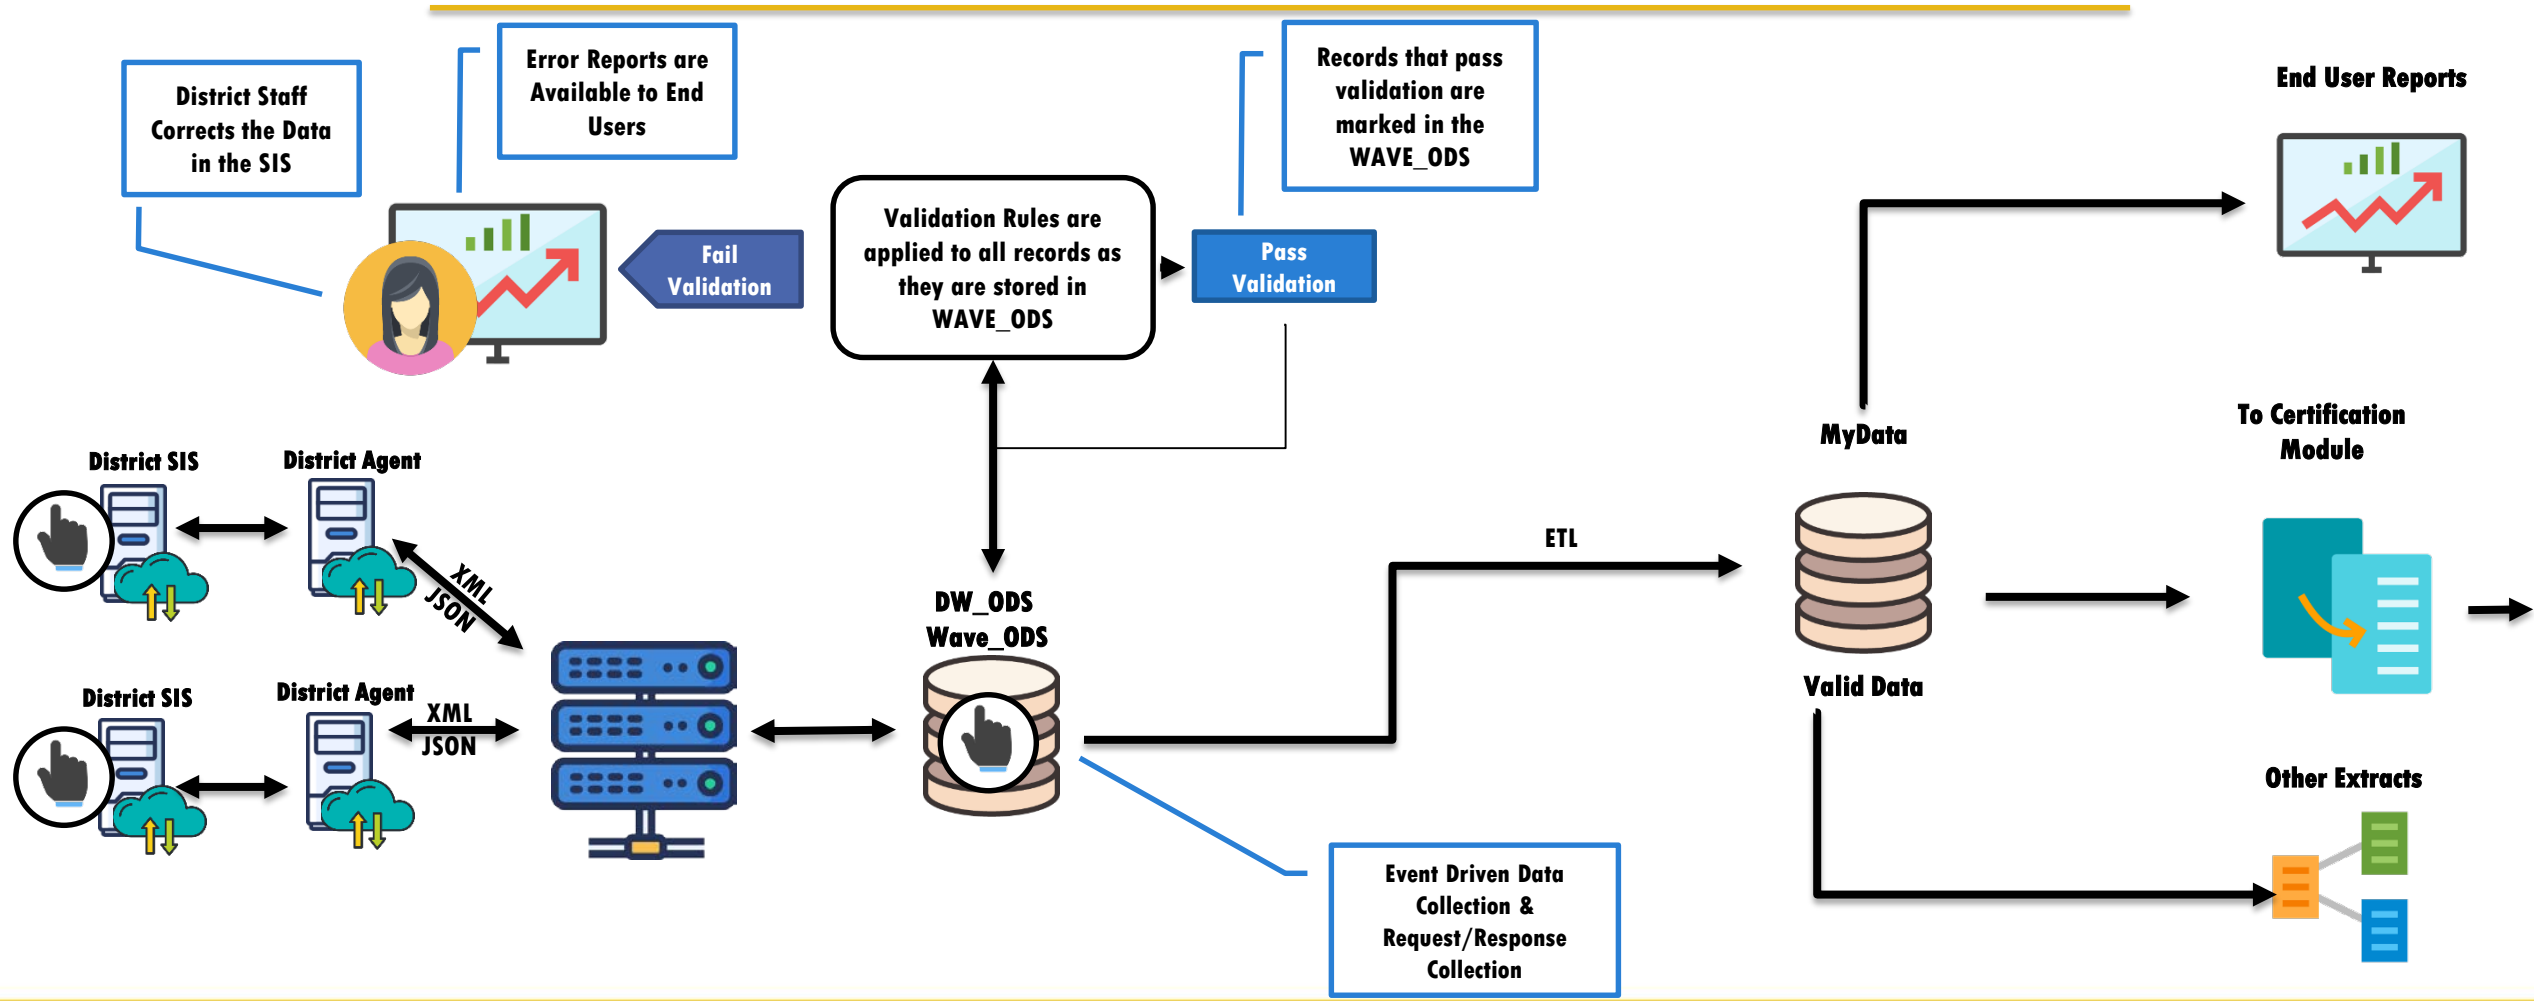 District Staff
Corrects the Data
in the SIS
Error Reports are
Available to End
Users
Records that pass
validation are
marked in the
WAVE_ODS
End User Reports
Validation Rules are
applied to all records as
they are stored in
WAVE_ODS
Fail
Validation
Pass
Validation
To Certification
Module
MyData
District SIS
District Agent
XML
JSON
ETL
DW_ODS
Wave_ODS
District SIS
District Agent
XML
JSON
Valid Data
Other Extracts
Event Driven Data
Collection &
Request/Response
Collection